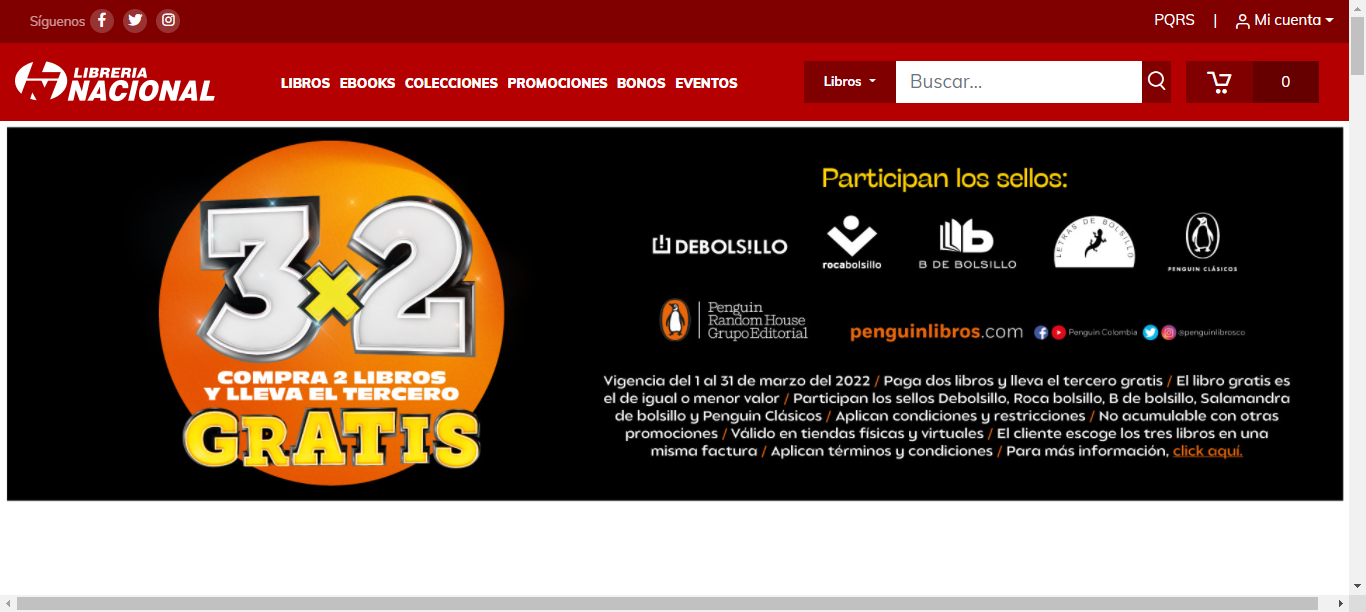 Síguenos
PQRS | Mi cuenta
LIBRERIA
NACIONAL
LIBROS EBOOKS COLECCIONES PROMOCIONES BONOS EVENTOS
Libros
Buscar...
0
3x2
COMPRA 2 LIBROS
Y LLEVA EL TERCERO
GRATIS
Participan los sellos:
DEBOLS!LLO
rocabolsillo
B DE BOLSILLO
LETRAS DE BOLSILLO
PENGUIN CLÁSICOS
Penguin
Random House
Grupo Editorial
penguinlibros.com
Penguin Colombia
@penguinlibrosco
Vigencia del 1 al 31 de marzo del 2022 / Paga dos libros y lleva el tercero gratis / El libro gratis es
el de igual o menor valor / Participan los sellos Debolsillo, Roca bolsillo, B de bolsillo, Salamandra
de bolsillo y Penguin Clásicos / Aplican condiciones y restricciones / No acumulable con otras
promociones / Válido en tiendas físicas y virtuales / El cliente escoge los tres libros en una
misma factura / Aplican términos y condiciones / Para más información, click aquí.